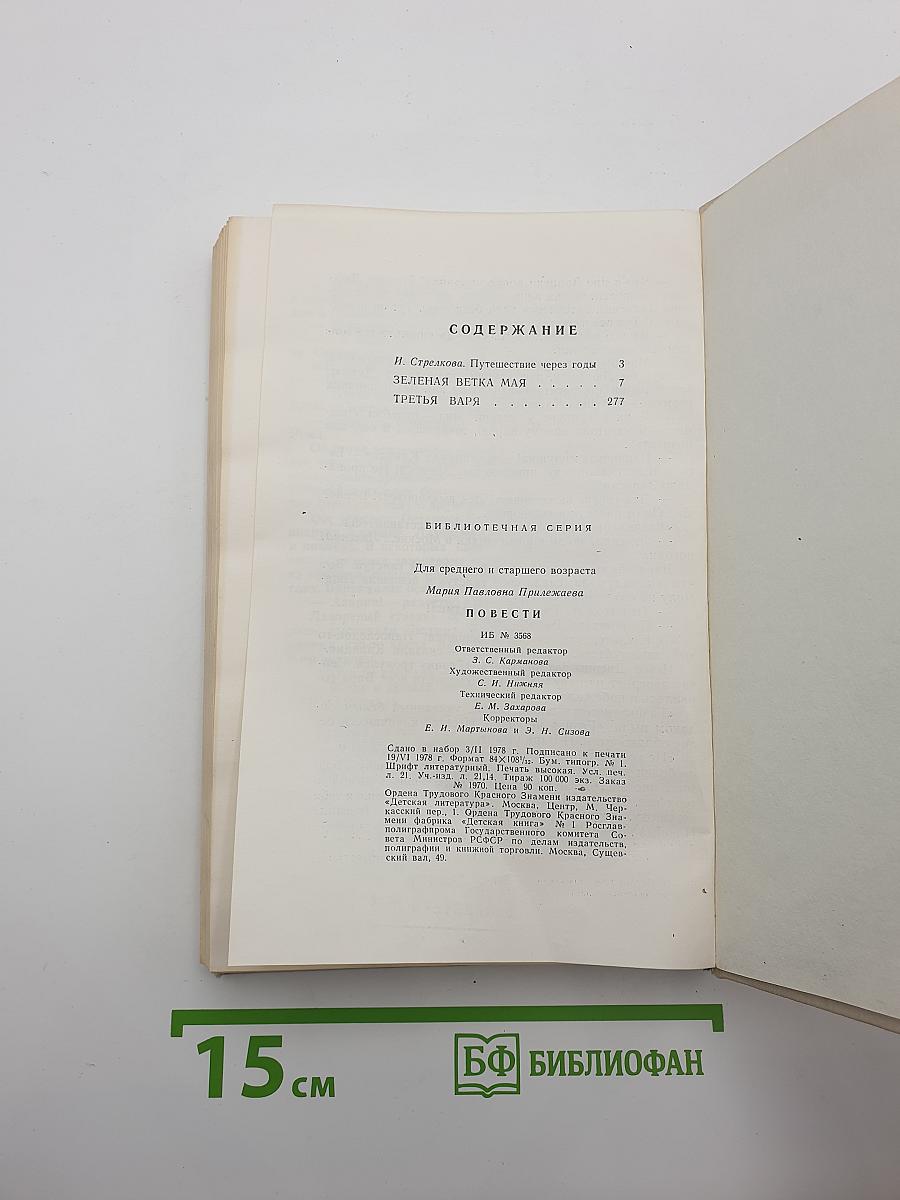 СОДЕРЖАНИЕ
И. Стрелкова. Путешествие через годы 3
ЗЕЛЕНАЯ ВЕТКА МАЯ . . . . . 7
ТРЕТЬЯ ВАРЯ . . . . . . . . 277
БИБЛИОТЕЧНАЯ СЕРИЯ
Для среднего и старшего возраста
Мария Павловна Прилежаева
ПОВЕСТИ
ИБ № 3568
Ответственный редактор
З. С. Карманова
Художественный редактор
С. И. Нижняя
Технический редактор
Е. М. Захарова
Корректоры
Е. И. Мартынова и Э. Н. Сизова
Сдано в набор 3/II 1978 г. Подписано к печати
19/VI 1978 г. Формат 84×108¹/₃₂. Бум. типогр. № 1.
Шрифт литературный. Печать высокая. Усл. печ.
л. 21. Уч.-изд. л. 21,14. Тираж 100 000 экз. Заказ
№ 1970. Цена 90 коп.
Ордена Трудового Красного Знамени издательство
«Детская литература». Москва, Центр, М. Чер-
касский пер., 1. Ордена Трудового Красного Зна-
мени фабрика «Детская книга» № 1 Росглав-
полиграфпрома Государственного комитета Со-
вета Министров РСФСР по делам издательств,
полиграфии и книжной торговли. Москва, Сущев-
ский вал, 49.
15 см
БФ БИБЛИОФАН